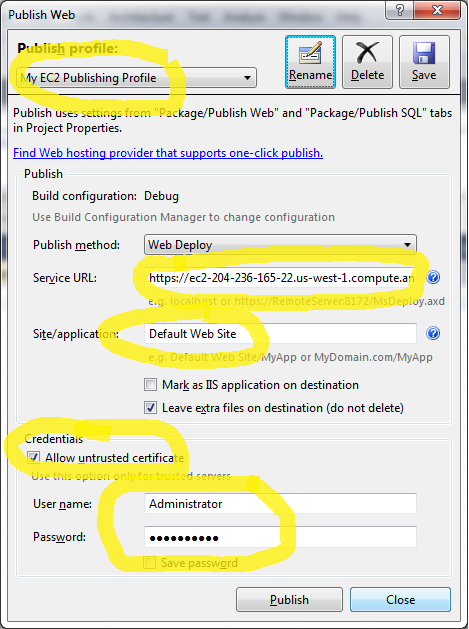 Publish Web
Publish profile:
My EC2 Publishing Profile
Rename
Delete
Save
Publish uses settings from "Package/Publish Web" and "Package/Publish SQL" tabs
in Project Properties.
Find Web hosting provider that supports one-click publish.
Publish
Build configuration: Debug
Use Build Configuration Manager to change configuration
Publish method: Web Deploy
Service URL: https://ec2-204-236-165-22.us-west-1.compute.am
e.g. localhost or https://RemoteServer:8172/MsDeploy.axd
Site/application: Default Web Site
e.g. Default Web Site/MyApp or MyDomain.com/MyApp
Mark as IIS application on destination
Leave extra files on destination (do not delete)
Credentials
Allow untrusted certificate
Use this option only for trusted servers
User name: Administrator
Password: ●●●●●●●●●●
Save password
Publish
Close